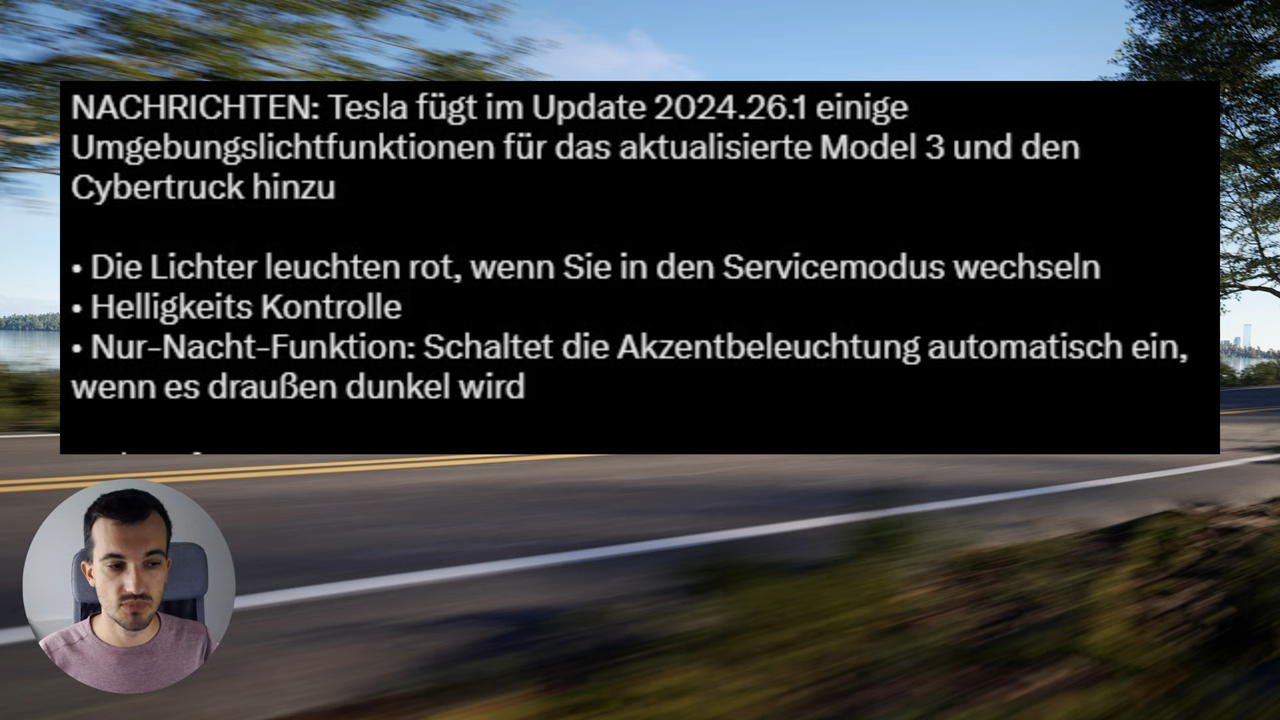 NACHRICHTEN: Tesla fügt im Update 2024.26.1 einige
Umgebungslichtfunktionen für das aktualisierte Model 3 und den
Cybertruck hinzu
• Die Lichter leuchten rot, wenn Sie in den Servicemodus wechseln
• Helligkeits Kontrolle
• Nur-Nacht-Funktion: Schaltet die Akzentbeleuchtung automatisch ein,
wenn es draußen dunkel wird